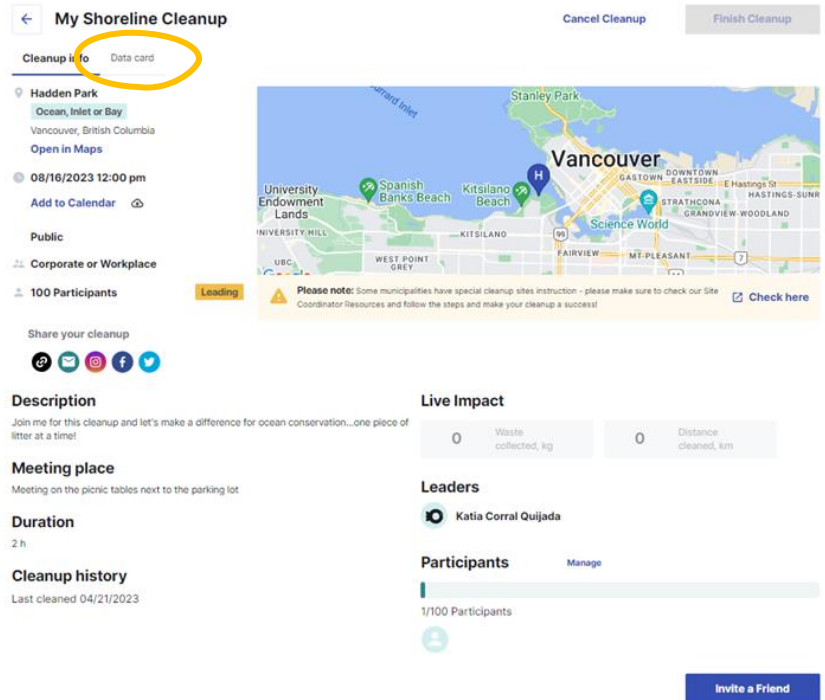 My Shoreline Cleanup
Cancel Cleanup
Finish Cleanup
Cleanup info
Data card
Hadden Park
Ocean, Inlet or Bay
Vancouver, British Columbia
Open in Maps
08/16/2023 12:00 pm
Add to Calendar
Public
Corporate or Workplace
100 Participants
Leading
Burrard Inlet
Stanley Park
Vancouver
H
GASTOWN
DOWNTOWN
EASTSIDE
E Hastings St
HASTINGS-SUNR
University
Endowment
Lands
Spanish
Banks Beach
Kitsilano
Beach
STRATHCONA
GRANDVIEW-WOODLAND
Science World
UNIVERSITY HILL
KITSILANO
99
UBC
WEST POINT
GREY
FAIRVIEW
MT PLEASANT
7
Google
Please note: Some municipalities have special cleanup sites instruction - please make sure to check our Site
Coordinator Resources and follow the steps and make your cleanup a success!
Check here
Share your cleanup
Description
Join me for this cleanup and let's make a difference for ocean conservation...one piece of
litter at a time!
Meeting place
Meeting on the picnic tables next to the parking lot
Duration
2 h
Cleanup history
Last cleaned 04/21/2023
Live Impact
0
Waste
collected, kg
0
Distance
cleaned, km
Leaders
Katia Corral Quijada
Participants
Manage
1/100 Participants
Invite a Friend